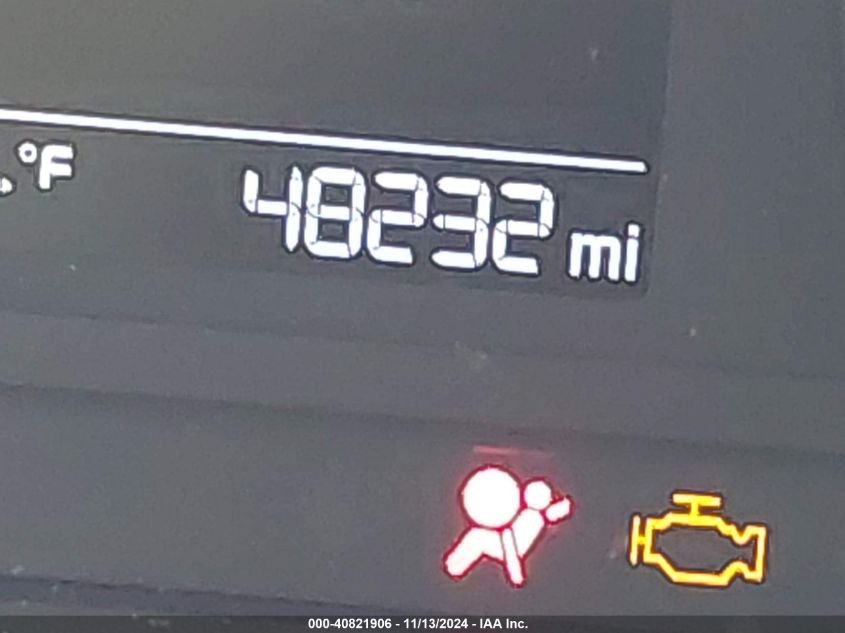 °F
48232 mi
000-40821906 - 11/13/2024 - IAA Inc.